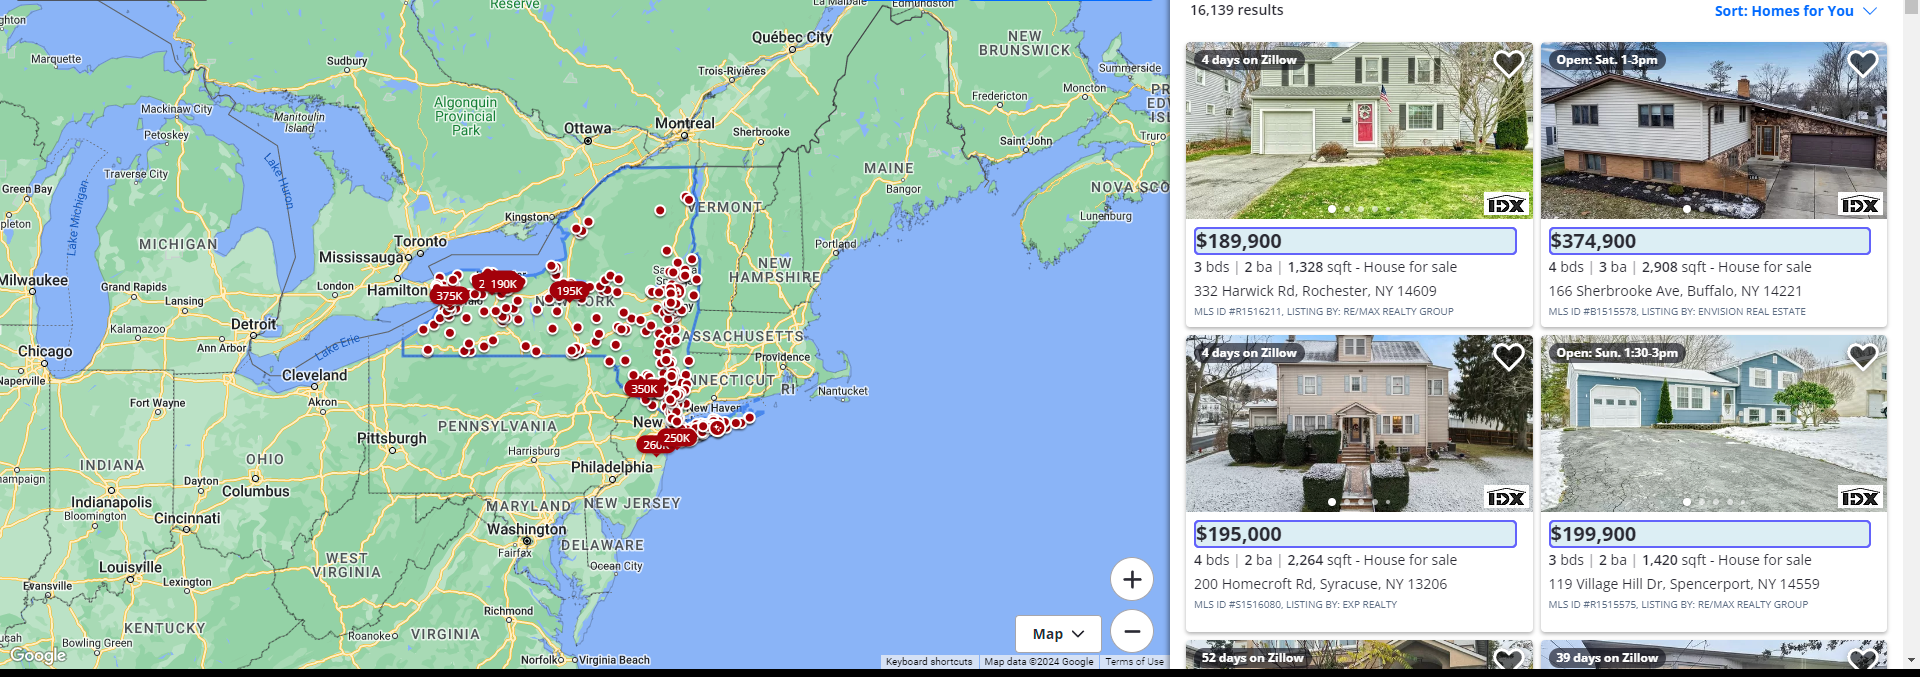 16,139 results
Sort: Homes for You
4 days on Zillow
IDX
$189,900
3 bds | 2 ba | 1,328 sqft - House for sale
332 Harwick Rd, Rochester, NY 14609
MLS ID #R1516211, LISTING BY: RE/MAX REALTY GROUP
Open: Sat. 1-3pm
IDX
$374,900
4 bds | 3 ba | 2,908 sqft - House for sale
166 Sherbrooke Ave, Buffalo, NY 14221
MLS ID #B1515578, LISTING BY: ENVISION REAL ESTATE
4 days on Zillow
IDX
$195,000
4 bds | 2 ba | 2,264 sqft - House for sale
200 Homecroft Rd, Syracuse, NY 13206
MLS ID #S1516080, LISTING BY: EXP REALTY
Open: Sun. 1:30-3pm
IDX
$199,900
3 bds | 2 ba | 1,420 sqft - House for sale
119 Village Hill Dr, Spencerport, NY 14559
MLS ID #R1515575, LISTING BY: RE/MAX REALTY GROUP
52 days on Zillow
39 days on Zillow
Reserve
La Malbaie
Edmundston
Marquette
Sudbury
Québec City
NEW
BRUNSWICK
Trois-Rivières
Summerside
Moncton
Fredericton
Mackinaw City
Manitoulin
Island
Algonquin
Provincial
Park
Ottawa
Montreal
Sherbrooke
Saint John
Truro
Petoskey
Traverse City
Lake Huron
Green Bay
Lake Michigan
MAINE
Bangor
NOVA SCO
Lunenburg
Kingston
VERMONT
MICHIGAN
Toronto
Mississauga
Portland
Milwaukee
Grand Rapids
Lansing
London
Hamilton
NEW
HAMPSHIRE
375K
190K
195K
Kalamazoo
Detroit
Ann Arbor
Lake Erie
ASSACHUSETTS
Chicago
Naperville
Cleveland
Providence
NNECTICUT
RI
Nantucket
350K
New Haven
Fort Wayne
Akron
PENNSYLVANIA
New
250K
260K
Pittsburgh
Harrisburg
Philadelphia
INDIANA
OHIO
Dayton
Columbus
Indianapolis
Bloomington
Cincinnati
MARYLAND
NEW JERSEY
Washington
Fairfax
DELAWARE
Ocean City
WEST
VIRGINIA
Louisville
Evansville
Lexington
Richmond
KENTUCKY
Bowling Green
Roanoke
VIRGINIA
Norfolk
Virginia Beach
Map
Google
Keyboard shortcuts
Map data ©2024 Google
Terms of Use